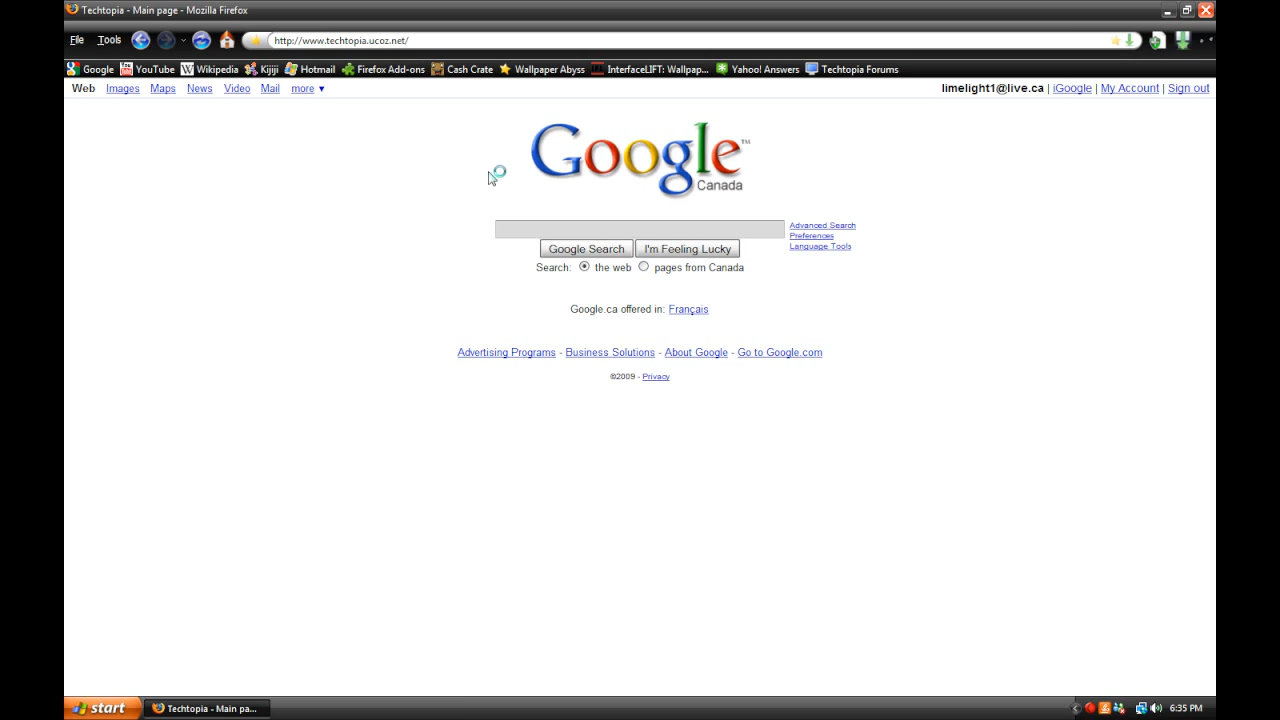 Techtopia - Main page - Mozilla Firefox
File Tools http://www.techtopia.ucoz.net/
Google YouTube Wikipedia Kijiji Hotmail Firefox Add-ons Cash Crate Wallpaper Abyss InterfaceLIFT: Wallpap... Yahoo! Answers Techtopia Forums
Web Images Maps News Video Mail more ▼ limelight1@live.ca | iGoogle | My Account | Sign out
Google™
Canada
Advanced Search
Preferences
Language Tools
Google Search I'm Feeling Lucky
Search: the web pages from Canada
Google.ca offered in: Français
Advertising Programs - Business Solutions - About Google - Go to Google.com
©2009 - Privacy
start Techtopia - Main pa... 6:35 PM